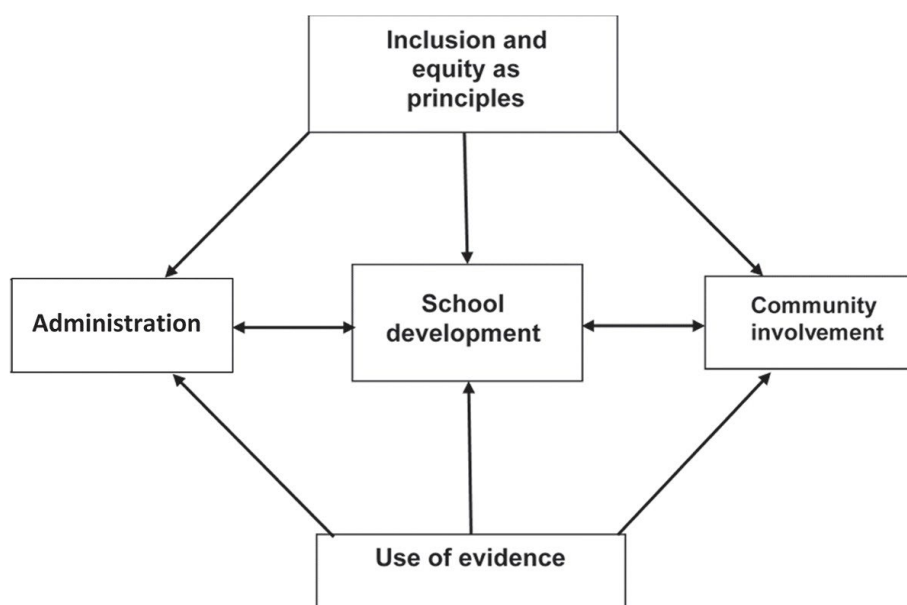 Inclusion and
equity as
principles
Administration
School
development
Community
involvement
Use of evidence